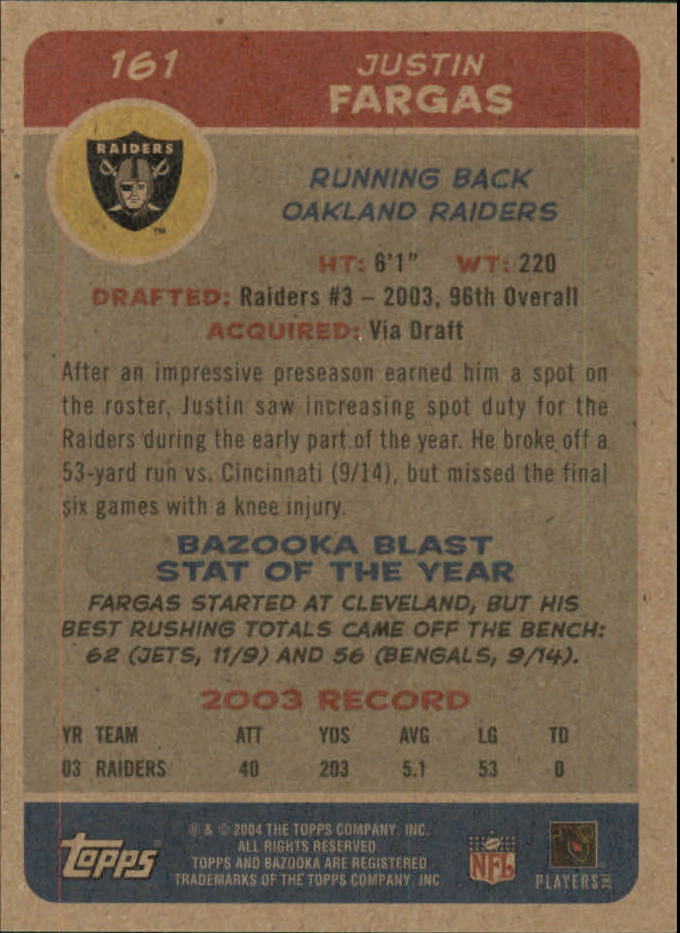 161
JUSTIN
FARGAS
RAIDERS
TM
RUNNING BACK
OAKLAND RAIDERS
HT: 6'1" WT: 220
DRAFTED: Raiders #3 – 2003, 96th Overall
ACQUIRED: Via Draft
After an impressive preseason earned him a spot on
the roster, Justin saw increasing spot duty for the
Raiders during the early part of the year. He broke off a
53-yard run vs. Cincinnati (9/14), but missed the final
six games with a knee injury.
BAZOOKA BLAST
STAT OF THE YEAR
FARGAS STARTED AT CLEVELAND, BUT HIS
BEST RUSHING TOTALS CAME OFF THE BENCH:
62 (JETS, 11/9) AND 56 (BENGALS, 9/14).
2003 RECORD
YR TEAM ATT YDS AVG LG TD
03 RAIDERS 40 203 5.1 53 0
topps
® & © 2004 THE TOPPS COMPANY, INC.
ALL RIGHTS RESERVED
TOPPS AND BAZOOKA ARE REGISTERED
TRADEMARKS OF THE TOPPS COMPANY, INC
NFL
PLAYERS INC